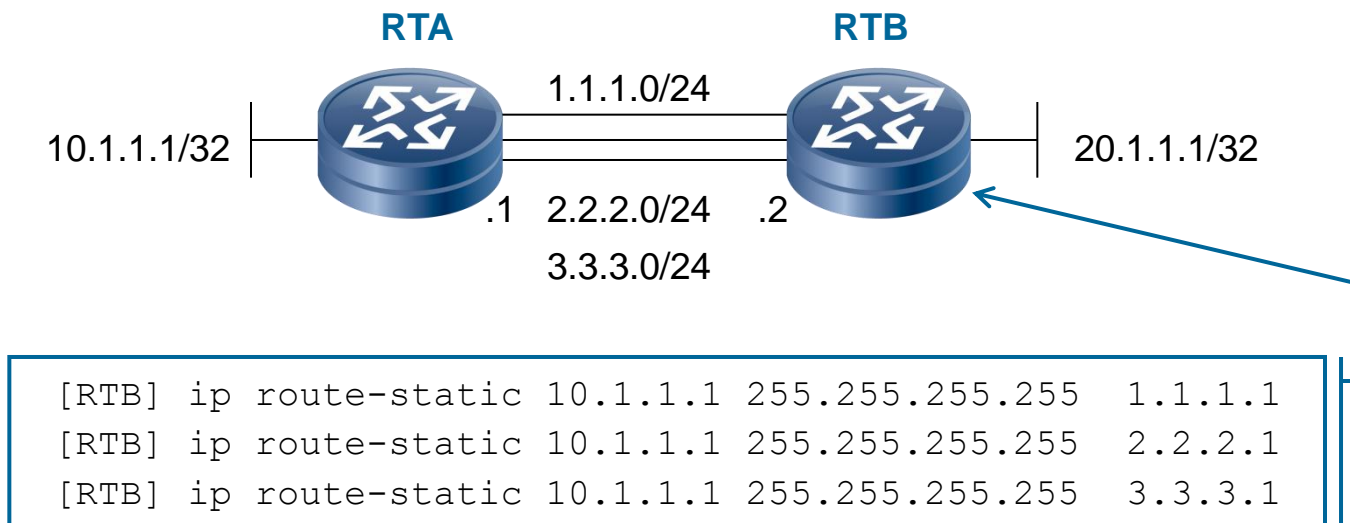 RTA RTB
1.1.1.0/24
10.1.1.1/32 20.1.1.1/32
.1 2.2.2.0/24 .2
3.3.3.0/24
[RTB] ip route-static 10.1.1.1 255.255.255.255 1.1.1.1
[RTB] ip route-static 10.1.1.1 255.255.255.255 2.2.2.1
[RTB] ip route-static 10.1.1.1 255.255.255.255 3.3.3.1